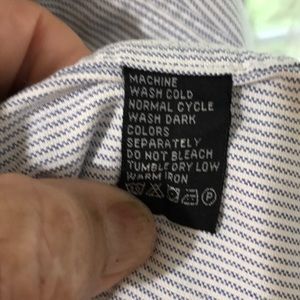 MACHINE
WASH COLD
NORMAL CYCLE
WASH DARK
COLORS
SEPARATELY
DO NOT BLEACH
TUMBLE DRY LOW
WARM IRON
P